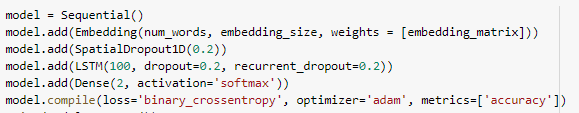 model = Sequential()
model.add(Embedding(num_words, embedding_size, weights = [embedding_matrix]))
model.add(SpatialDropout1D(0.2))
model.add(LSTM(100, dropout=0.2, recurrent_dropout=0.2))
model.add(Dense(2, activation='softmax'))
model.compile(loss='binary_crossentropy', optimizer='adam', metrics=['accuracy'])